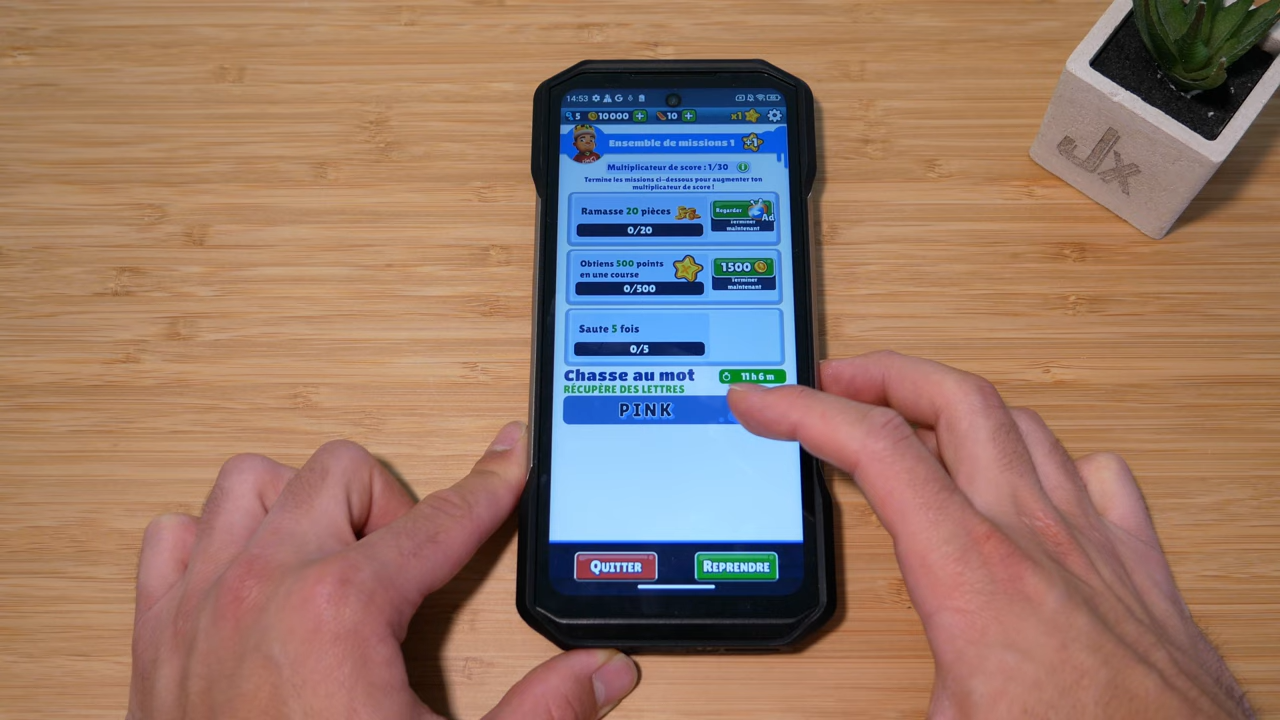 14:53
5 10000 10 x1
Ensemble de missions 1 +1
Multiplicateur de score : 1/30 i
Termine les missions ci-dessous pour augmenter ton
multiplicateur de score !
Ramasse 20 pièces
0/20
Regarder Ad
Terminer
maintenant
Obtiens 500 points
en une course
0/500
1500
Terminer
maintenant
Saute 5 fois
0/5
Chasse au mot
11 h 6 m
RÉCUPÈRE DES LETTRES
PINK
QUITTER
REPRENDRE
Jx